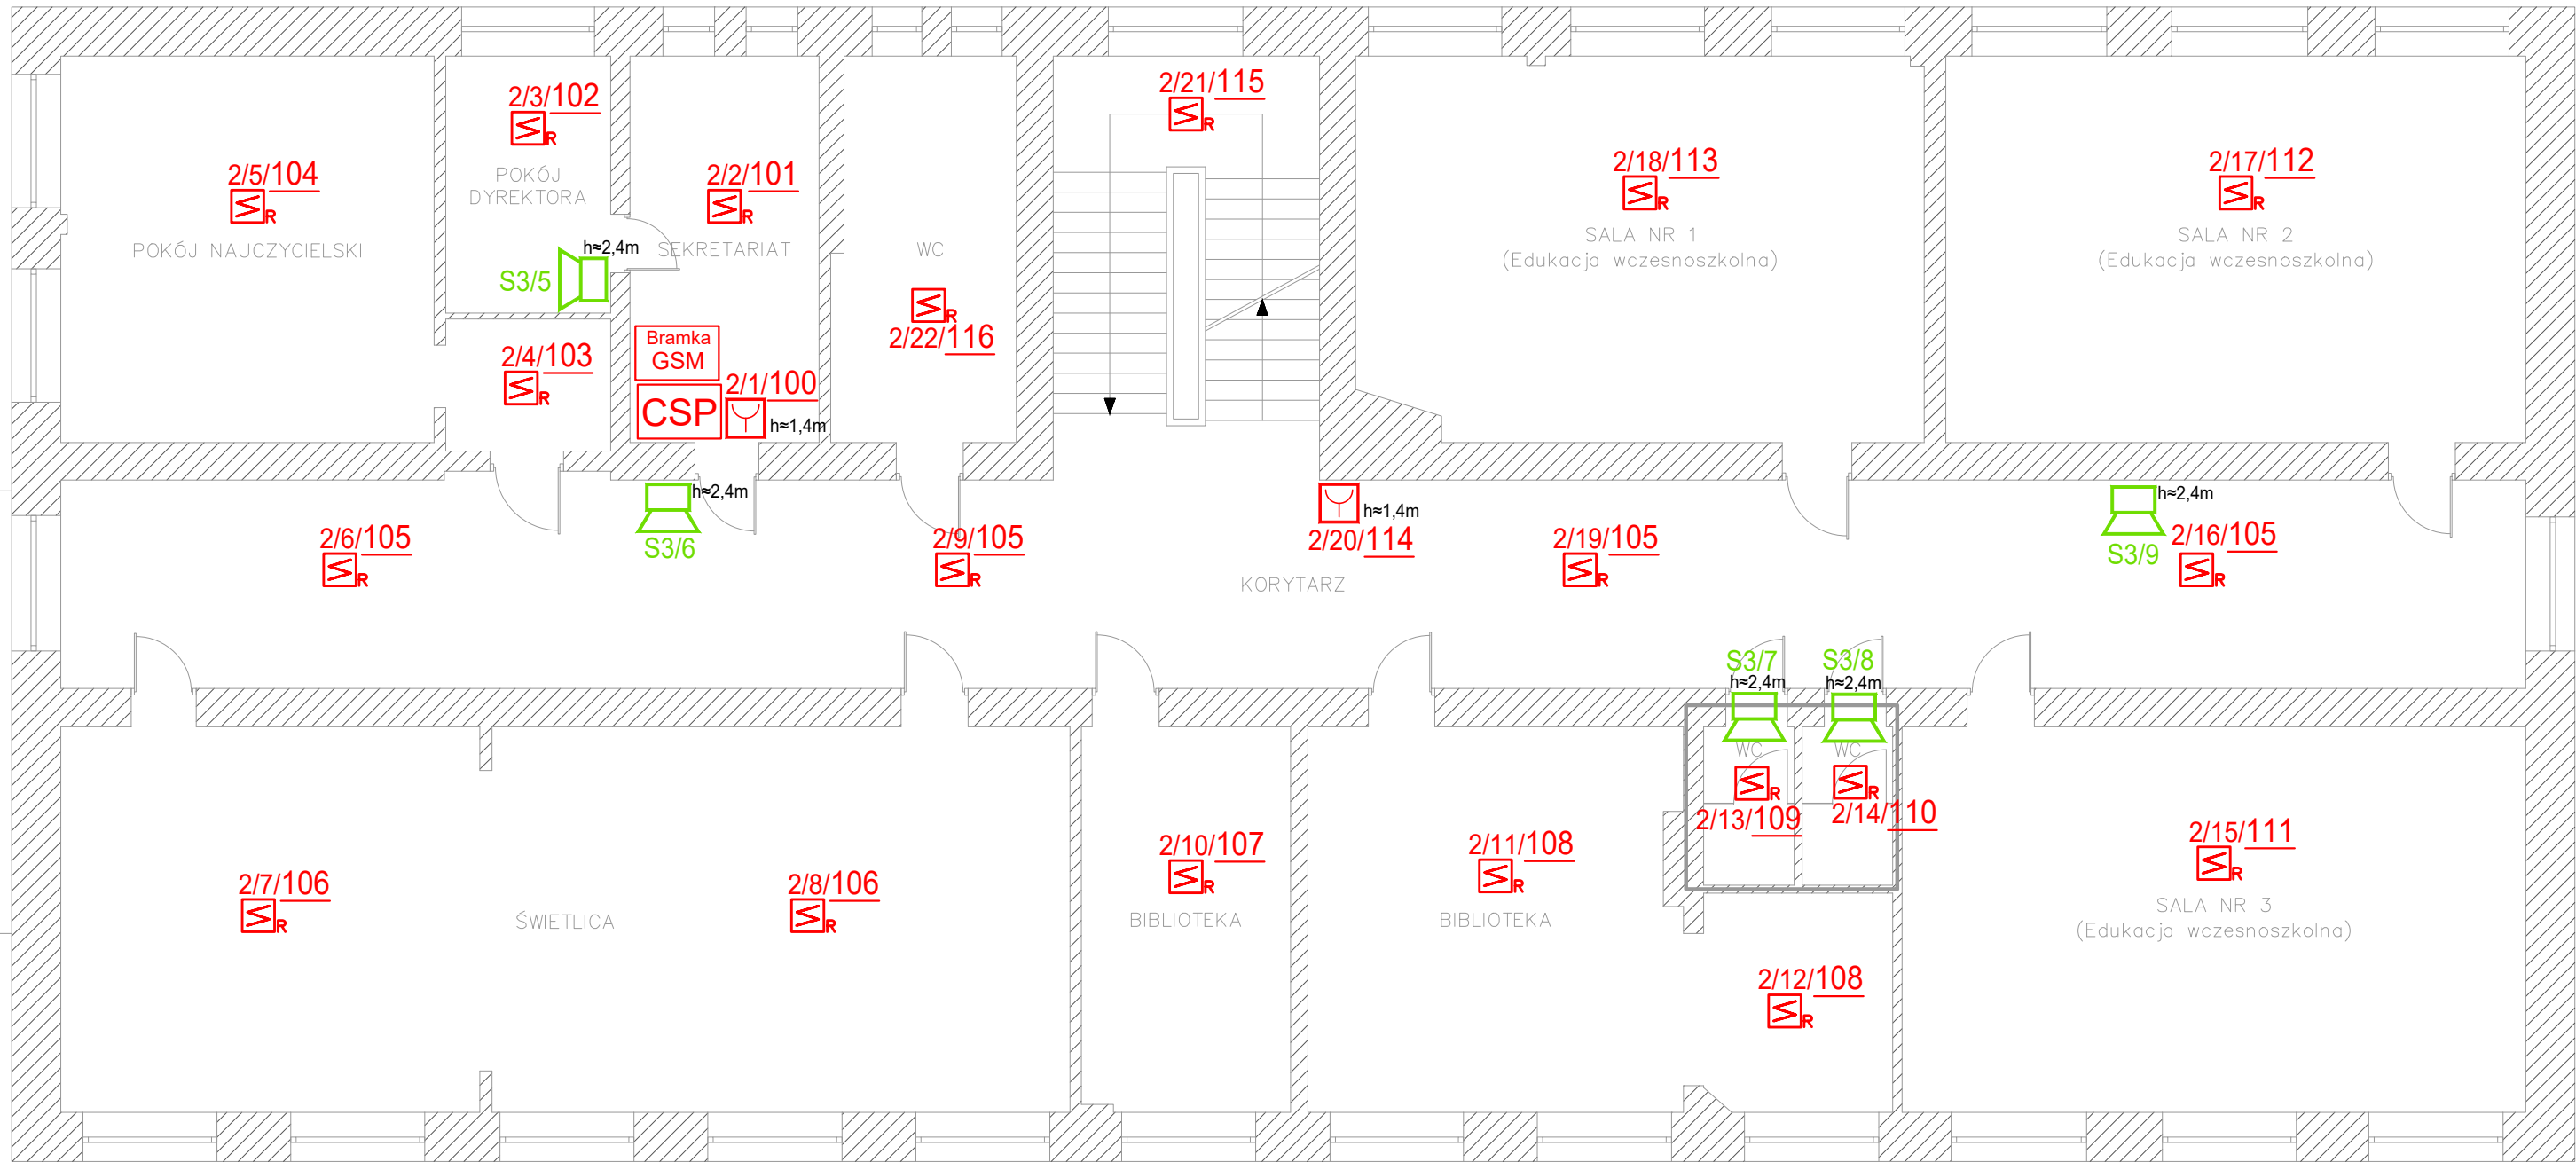 2/21/115
R
2/3/102
R
POKÓJ
DYREKTORA
2/5/104
R
POKÓJ NAUCZYCIELSKI
2/2/101
R
SEKRETARIAT
h≈2,4m
S3/5
WC
R
2/22/116
2/18/113
R
SALA NR 1
(Edukacja wczesnoszkolna)
2/17/112
R
SALA NR 2
(Edukacja wczesnoszkolna)
2/4/103
R
Bramka
GSM
CSP
2/1/100
h≈1,4m
h≈2,4m
S3/6
2/6/105
R
2/9/105
R
h≈1,4m
2/20/114
KORYTARZ
2/19/105
R
h≈2,4m
S3/9
2/16/105
R
S3/7
h≈2,4m
S3/8
h≈2,4m
WC
R
2/13/109
WC
R
2/14/110
2/7/106
R
ŚWIETLICA
2/8/106
R
2/10/107
R
BIBLIOTEKA
2/11/108
R
BIBLIOTEKA
2/12/108
R
2/15/111
R
SALA NR 3
(Edukacja wczesnoszkolna)